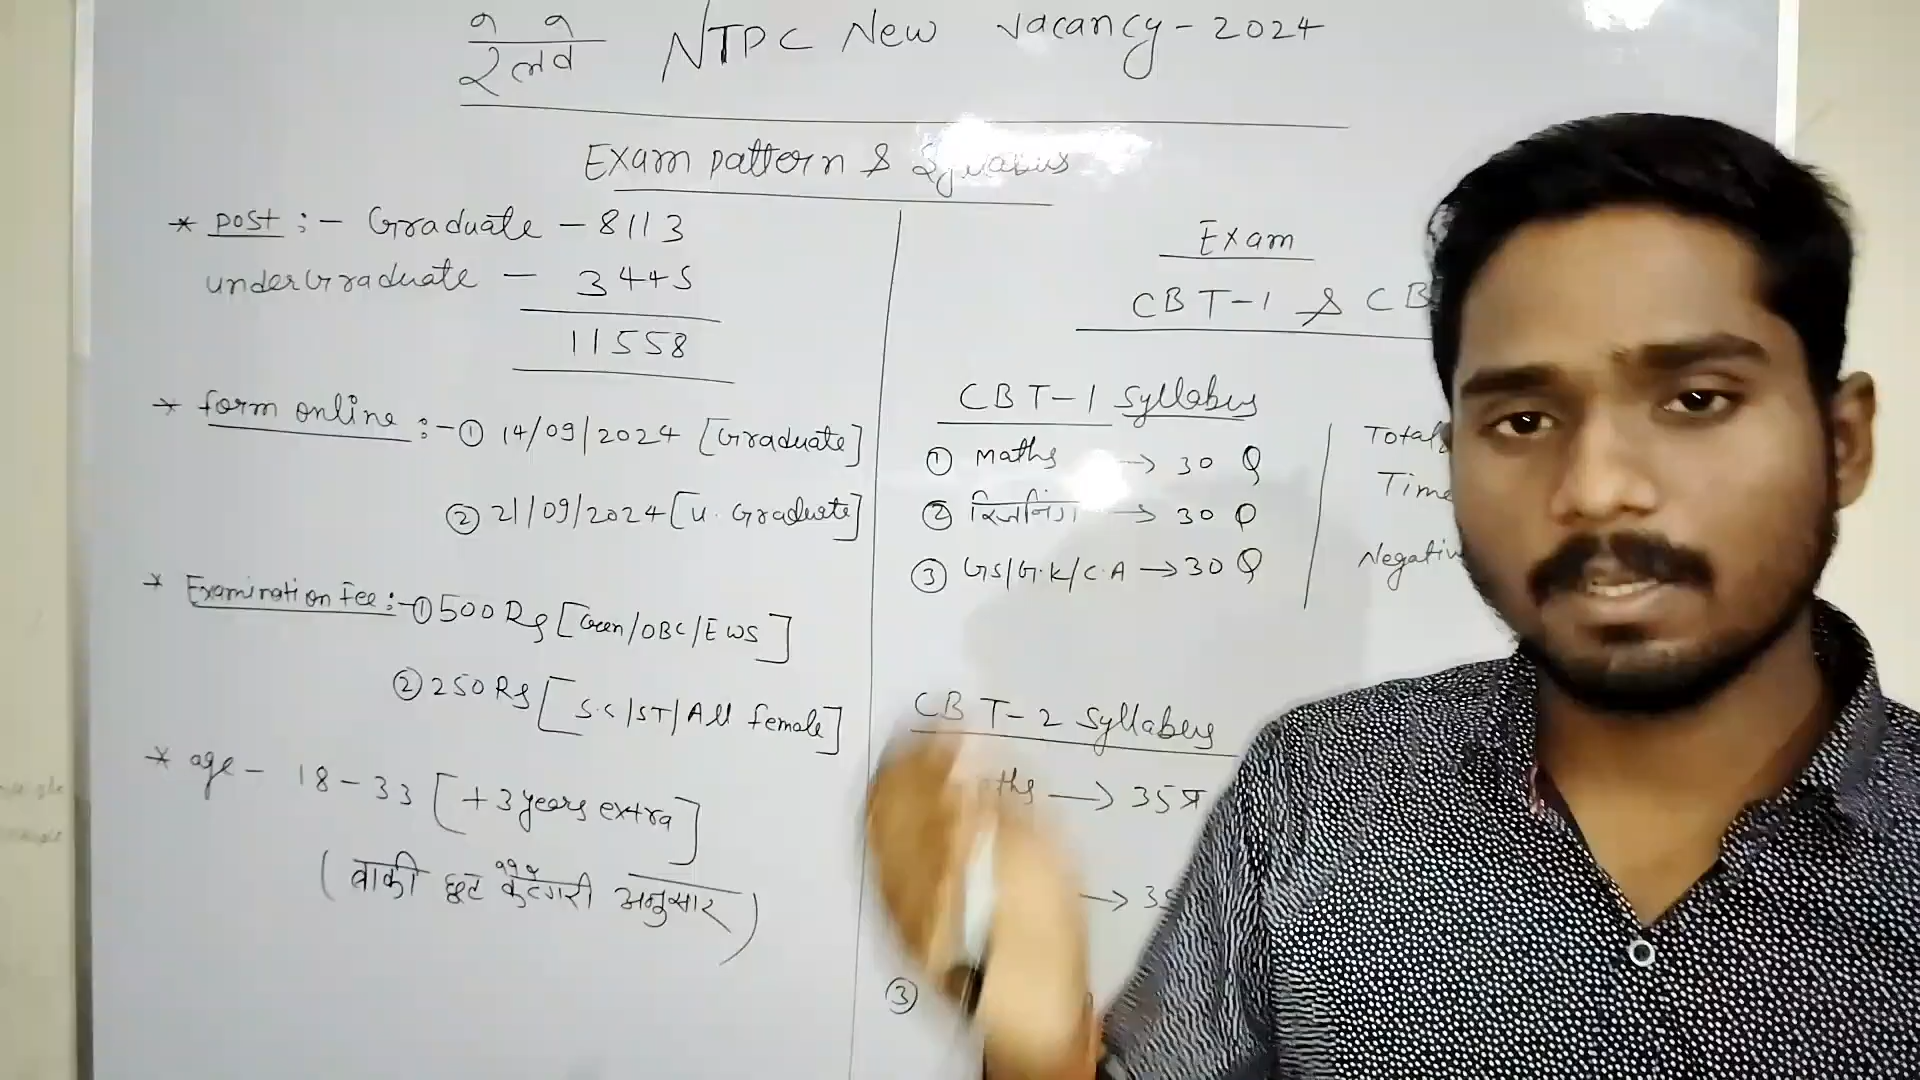 रेलवे NTPC New Vacancy-2024
Exam pattern & Syllabus
* post :- Graduate - 8113
underGraduate - 3445
11558
* form online :- ① 14/09/2024 [Graduate]
② 21/09/2024 [U. Graduate]
* Examination Fee :- ① 500 Rs [Gen/OBC/EWS]
② 250 Rs [S.C/ST/All female]
* age - 18-33 [+3 years extra]
(बाकी छुट केटेगरी अनुसार)
Exam
CBT-1 & CB
CBT-1 Syllabus
① Maths → 30 Q
② रिजनिंग → 30 Q
③ GS/G.K/C.A → 30 Q
Total
Time
Negativ
CBT-2 Syllabus
aths → 35 प्र
→ 35
③